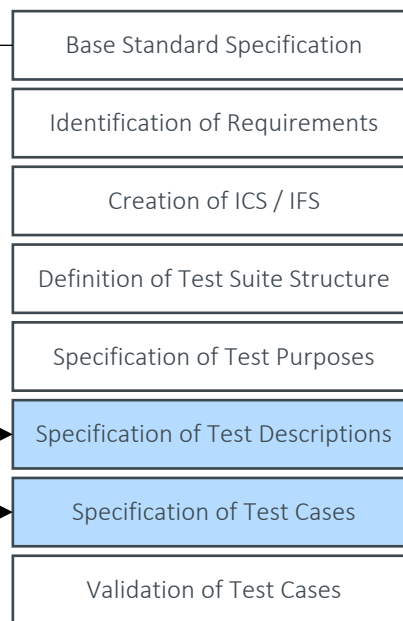 Base Standard Specification
Identification of Requirements
Creation of ICS / IFS
Definition of Test Suite Structure
Specification of Test Purposes
Specification of Test Descriptions
Specification of Test Cases
Validation of Test Cases